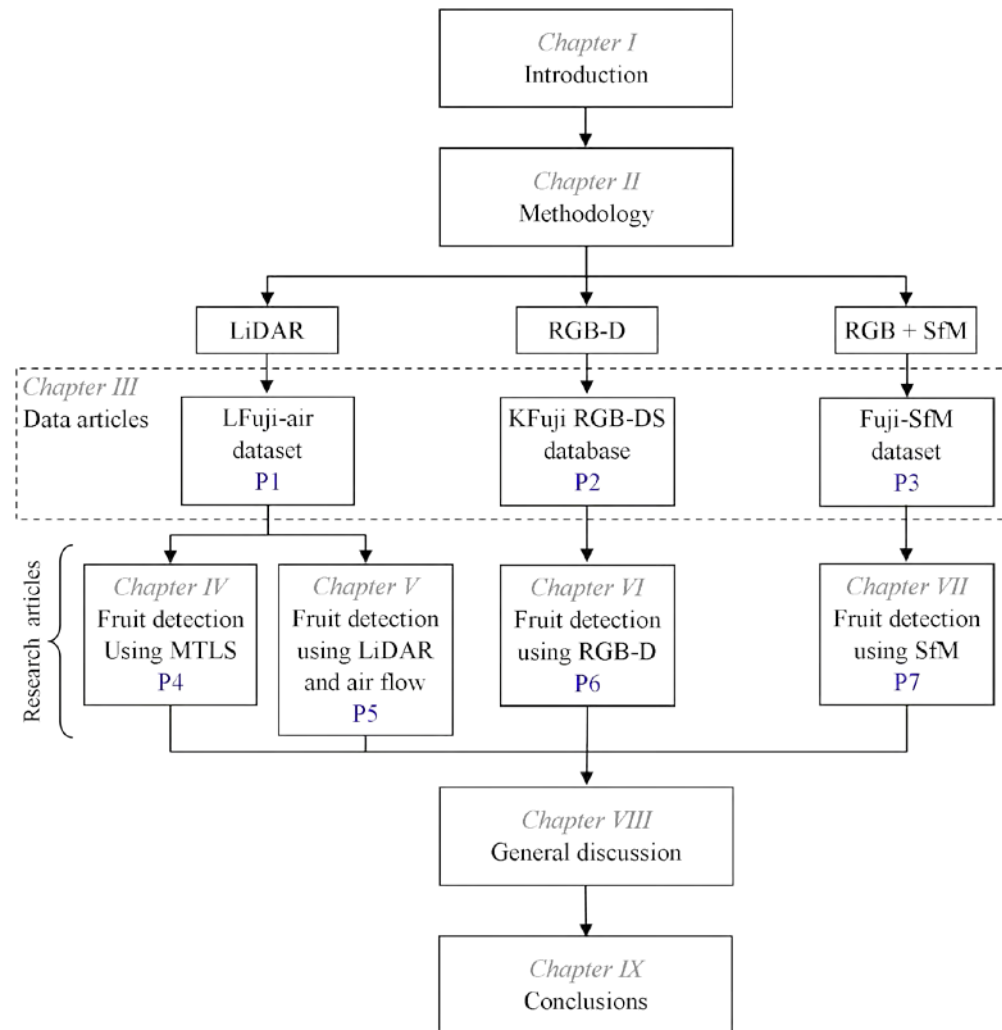 Chapter I
Introduction
Chapter II
Methodology
LiDAR
RGB-D
RGB + SfM
Chapter III
Data articles
LFuji-air
dataset
P1
KFuji RGB-DS
database
P2
Fuji-SfM
dataset
P3
Research articles
Chapter IV
Fruit detection
Using MTLS
P4
Chapter V
Fruit detection
using LiDAR
and air flow
P5
Chapter VI
Fruit detection
using RGB-D
P6
Chapter VII
Fruit detection
using SfM
P7
Chapter VIII
General discussion
Chapter IX
Conclusions